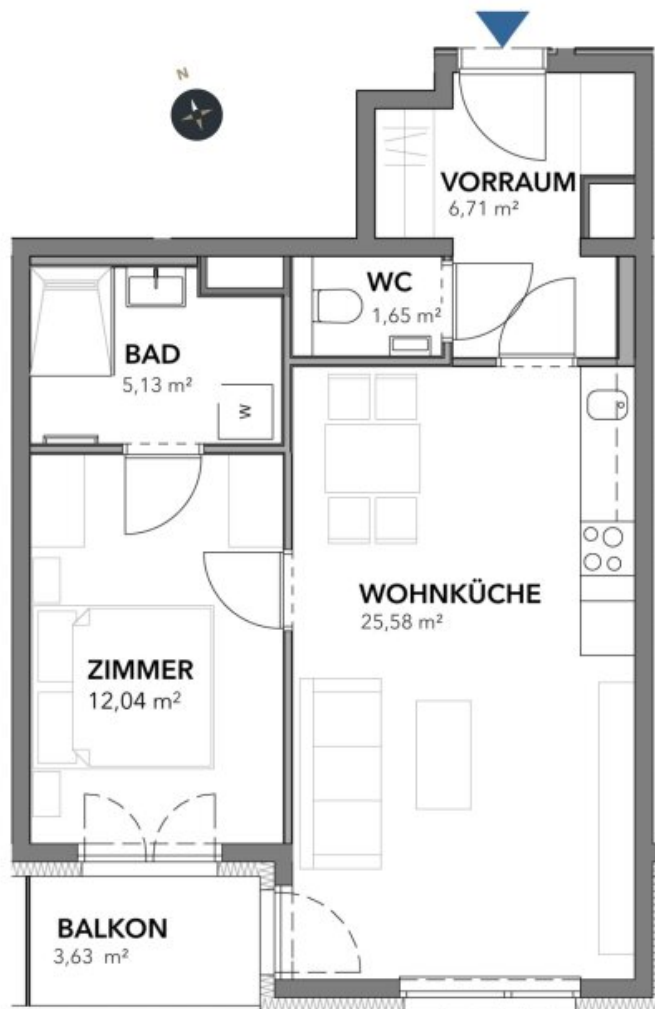 N
W
VORRAUM
6,71 m²
WC
1,65 m²
BAD
5,13 m²
W
WOHNKÜCHE
25,58 m²
ZIMMER
12,04 m²
BALKON
3,63 m²